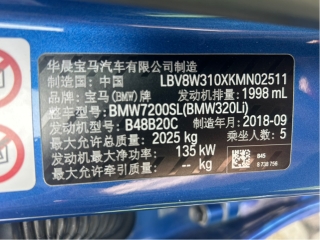 华晨宝马汽车有限公司制造
制造国：中国 LBV8W310XKMN02511
品牌：宝马(BMW)牌 发动机排量：1998 mL
整车型号：BMW7200SL(BMW320Li)
发动机型号：B48B20C 制造年月：2018-09
最大允许总质量：2025 kg 乘坐人数：5
发动机最大净功率：135 kW
最大允许牵引质量：-- kg